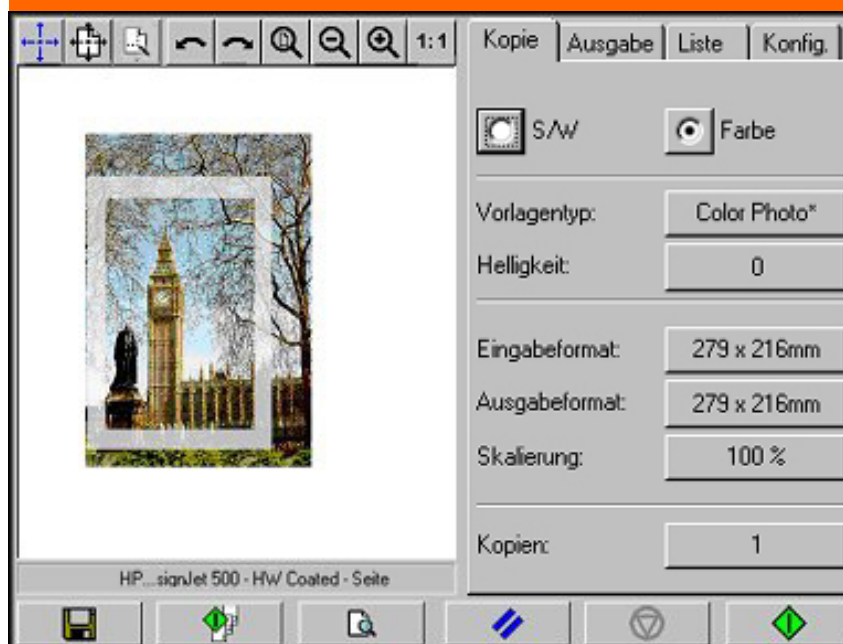 1:1
Kopie Ausgabe Liste Konfig.
S/W Farbe
Vorlagentyp: Color Photo*
Helligkeit: 0
Eingabeformat: 279 x 216mm
Ausgabeformat: 279 x 216mm
Skalierung: 100 %
Kopien: 1
HP...signJet 500 - HW Coated - Seite